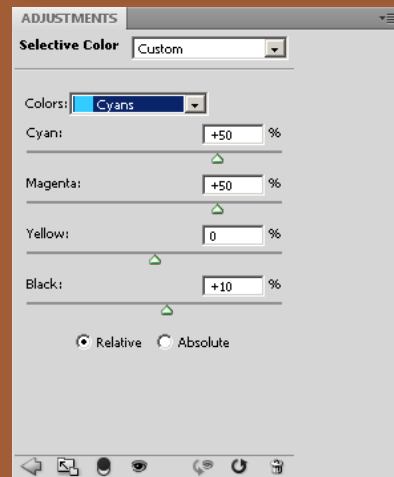 ADJUSTMENTS
Selective Color Custom
Colors: Cyans
Cyan: +50 %
Magenta: +50 %
Yellow: 0 %
Black: +10 %
Relative Absolute